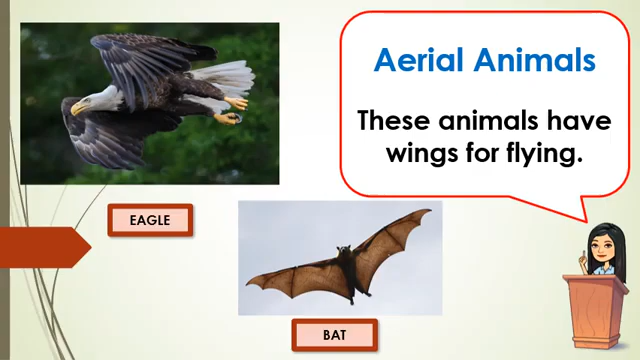 Aerial Animals
These animals have
wings for flying.
EAGLE
BAT